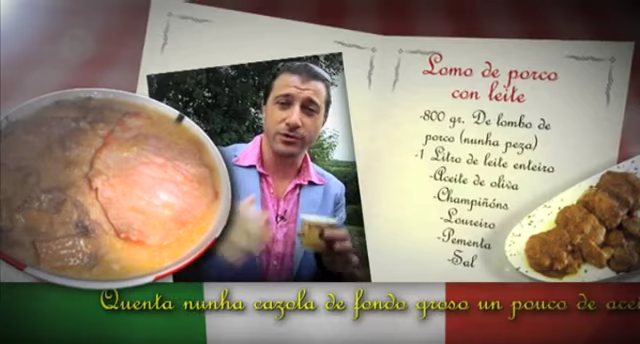 Lomo de porco
con leite
-800 gr. De lombo de
porco (nunha peza)
-1 Litro de leite enteiro
-Aceite de oliva
-Champiñóns
-Loureiro
-Pementa
-Sal
Quenta nunha cazola de fondo groso un pouco de acei